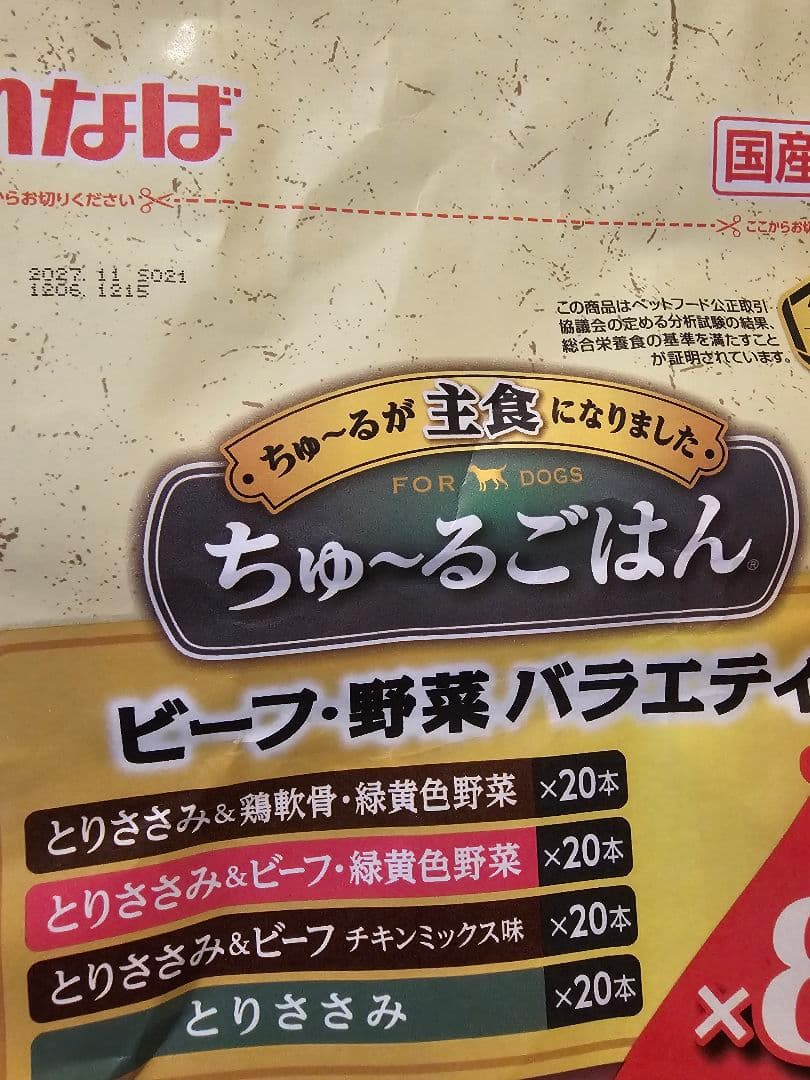 いなば
国産
からお切りください
ここからお切
2027.11 S021
1206 1215
この商品はペットフード公正取引
協議会の定める分析試験の結果、
総合栄養食の基準を満たすこと
が証明されています。
ちゅ～るが主食になりました
FOR DOGS
ちゅ～るごはん®
ビーフ・野菜バラエティ
とりささみ&鶏軟骨・緑黄色野菜 ×20本
とりささみ&ビーフ・緑黄色野菜 ×20本
とりささみ&ビーフ チキンミックス味 ×20本
とりささみ ×20本
×8